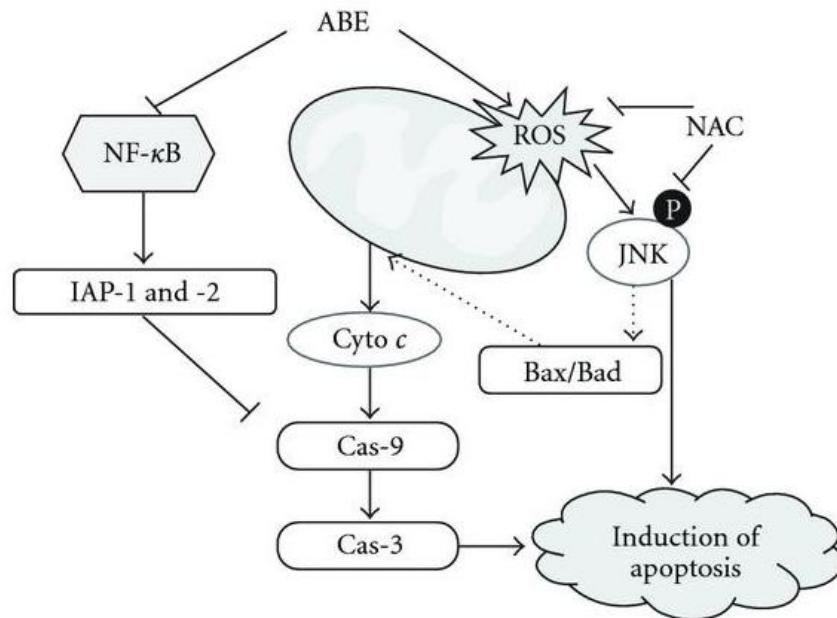 ABE
ROS
NAC
NF-κB
P
JNK
IAP-1 and -2
Cyto c
Bax/Bad
Cas-9
Cas-3
Induction of
apoptosis